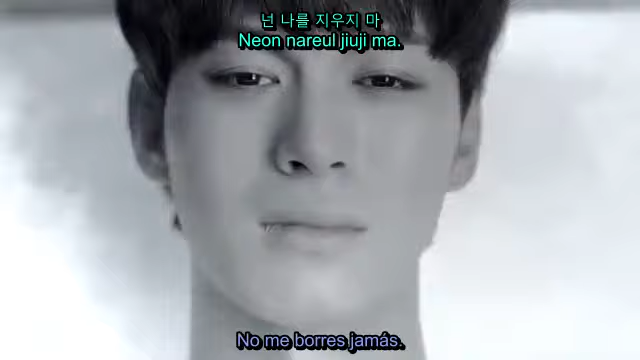 넌 나를 지우지 마
Neon nareul jiuji ma.
No me borres jamás.